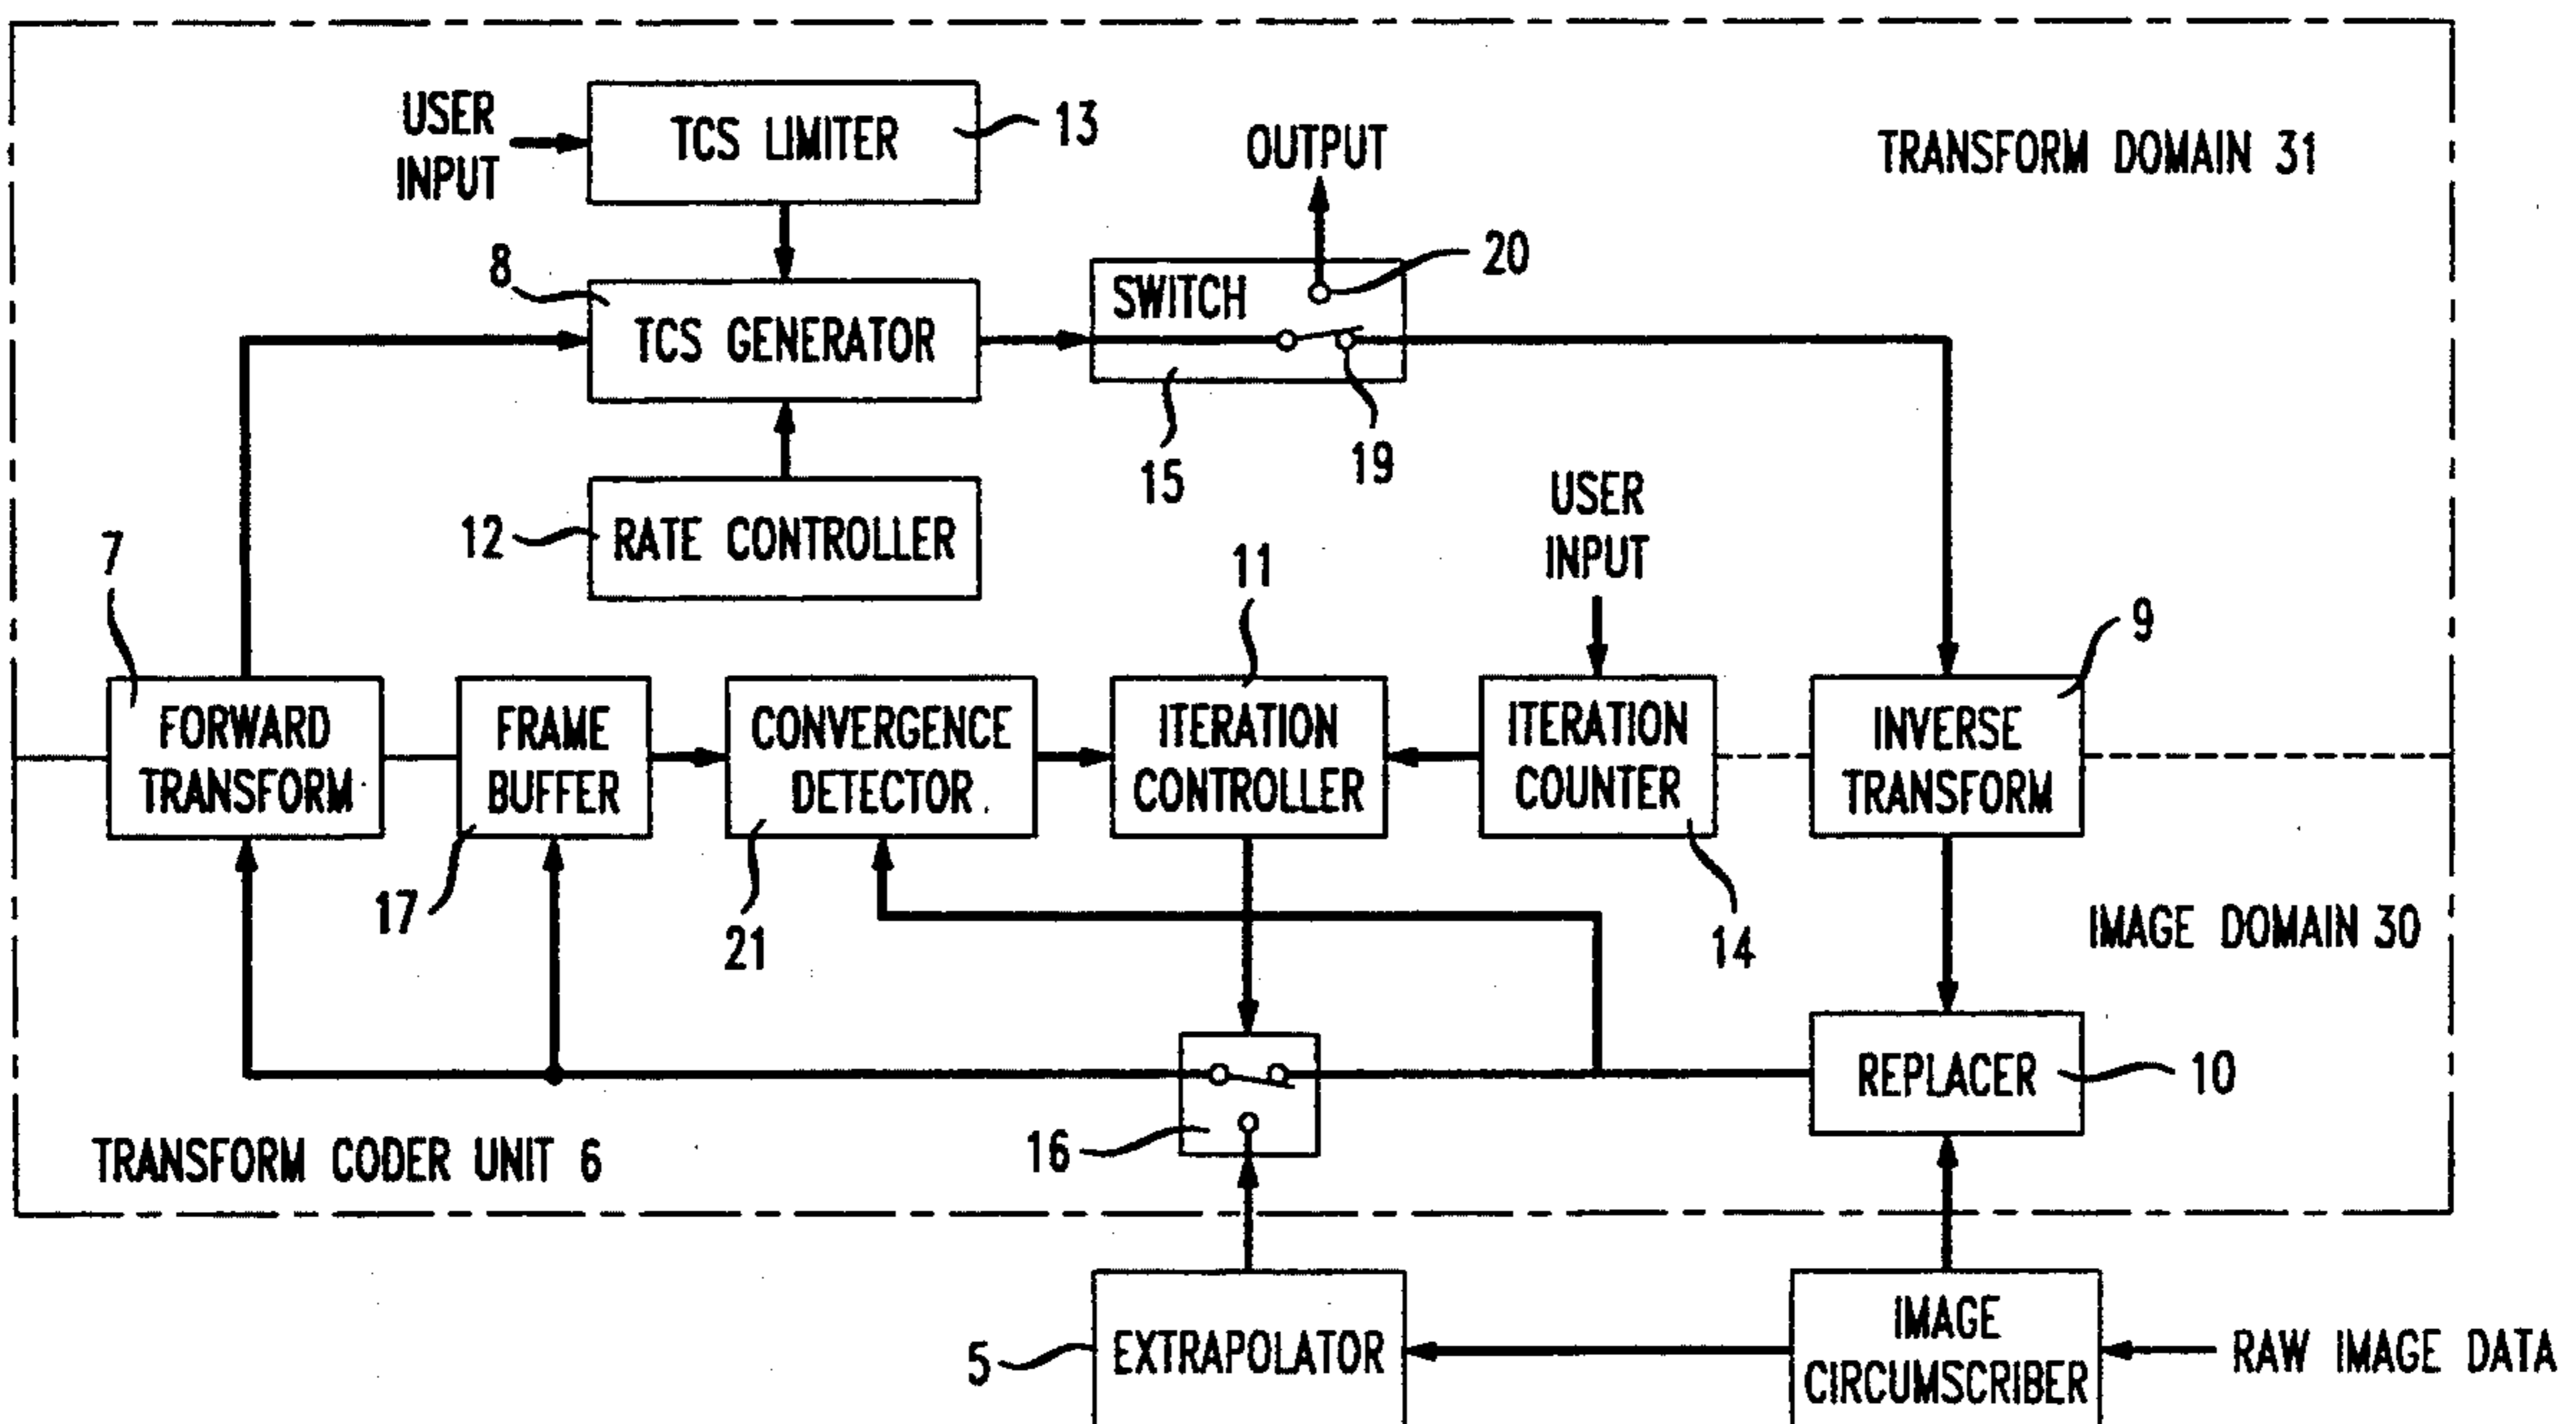 USER
INPUT
TCS LIMITER
13
OUTPUT
TRANSFORM DOMAIN 31
8
TCS GENERATOR
SWITCH
20
15
19
12
RATE CONTROLLER
USER
INPUT
7
11
9
FORWARD
TRANSFORM
FRAME
BUFFER
CONVERGENCE
DETECTOR
ITERATION
CONTROLLER
ITERATION
COUNTER
INVERSE
TRANSFORM
17
21
14
IMAGE DOMAIN 30
16
REPLACER
10
TRANSFORM CODER UNIT 6
5
EXTRAPOLATOR
IMAGE
CIRCUMSCRIBER
RAW IMAGE DATA